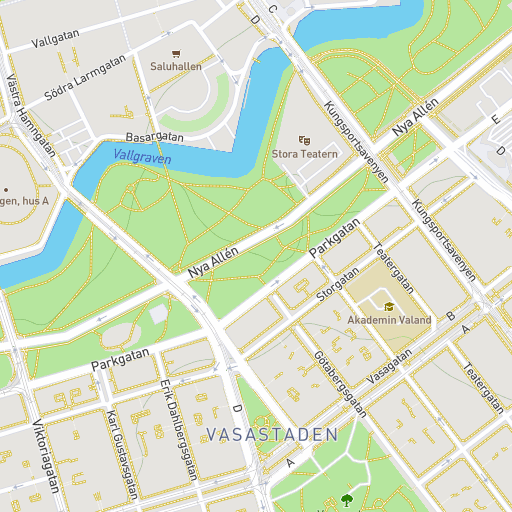 C
D
Vallgatan
Saluhallen
Södra Larmgatan
Västra Hamngatan
Basargatan
Vallgraven
Stora Teatern
Kungsportsavenyen
Nya Allén
E
D
gen, hus A
Nya Allén
Parkgatan
Teatergatan
Kungsportsavenyen
Storgatan
Akademin Valand
B
A
Parkgatan
Götabergsgatan
Vasagatan
Teatergatan
Erik Dahlbergsgatan
Karl Gustavsgatan
Viktoriagatan
D
VASASTADEN
A